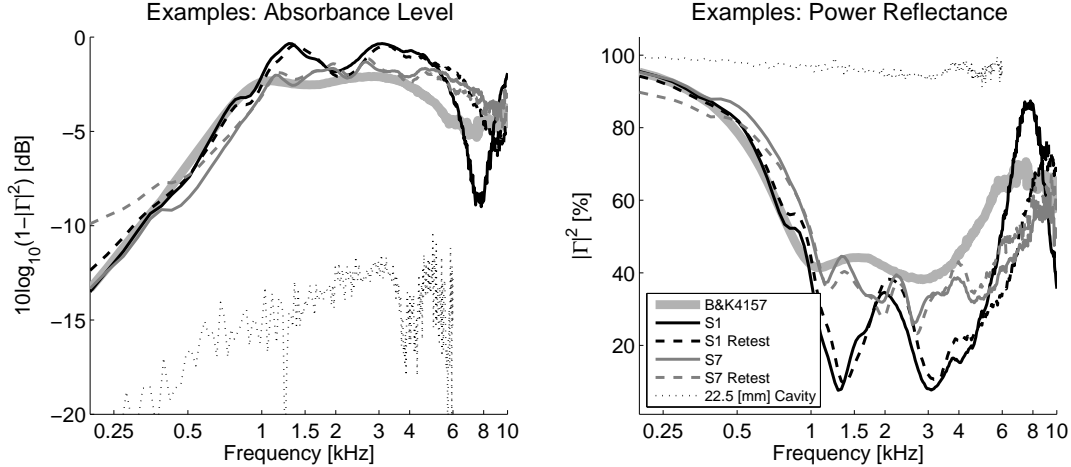 Examples: Absorbance Level
10log10(1−|Γ|2) [dB]
0
−5
−10
−15
−20
0.25 0.5 1 1.5 2 3 4 6 8 10
Frequency [kHz]
Examples: Power Reflectance
|Γ|2 [%]
100
80
60
40
20
B&K4157
S1
S1 Retest
S7
S7 Retest
22.5 [mm] Cavity
0.25 0.5 1 1.5 2 3 4 6 8 10
Frequency [kHz]